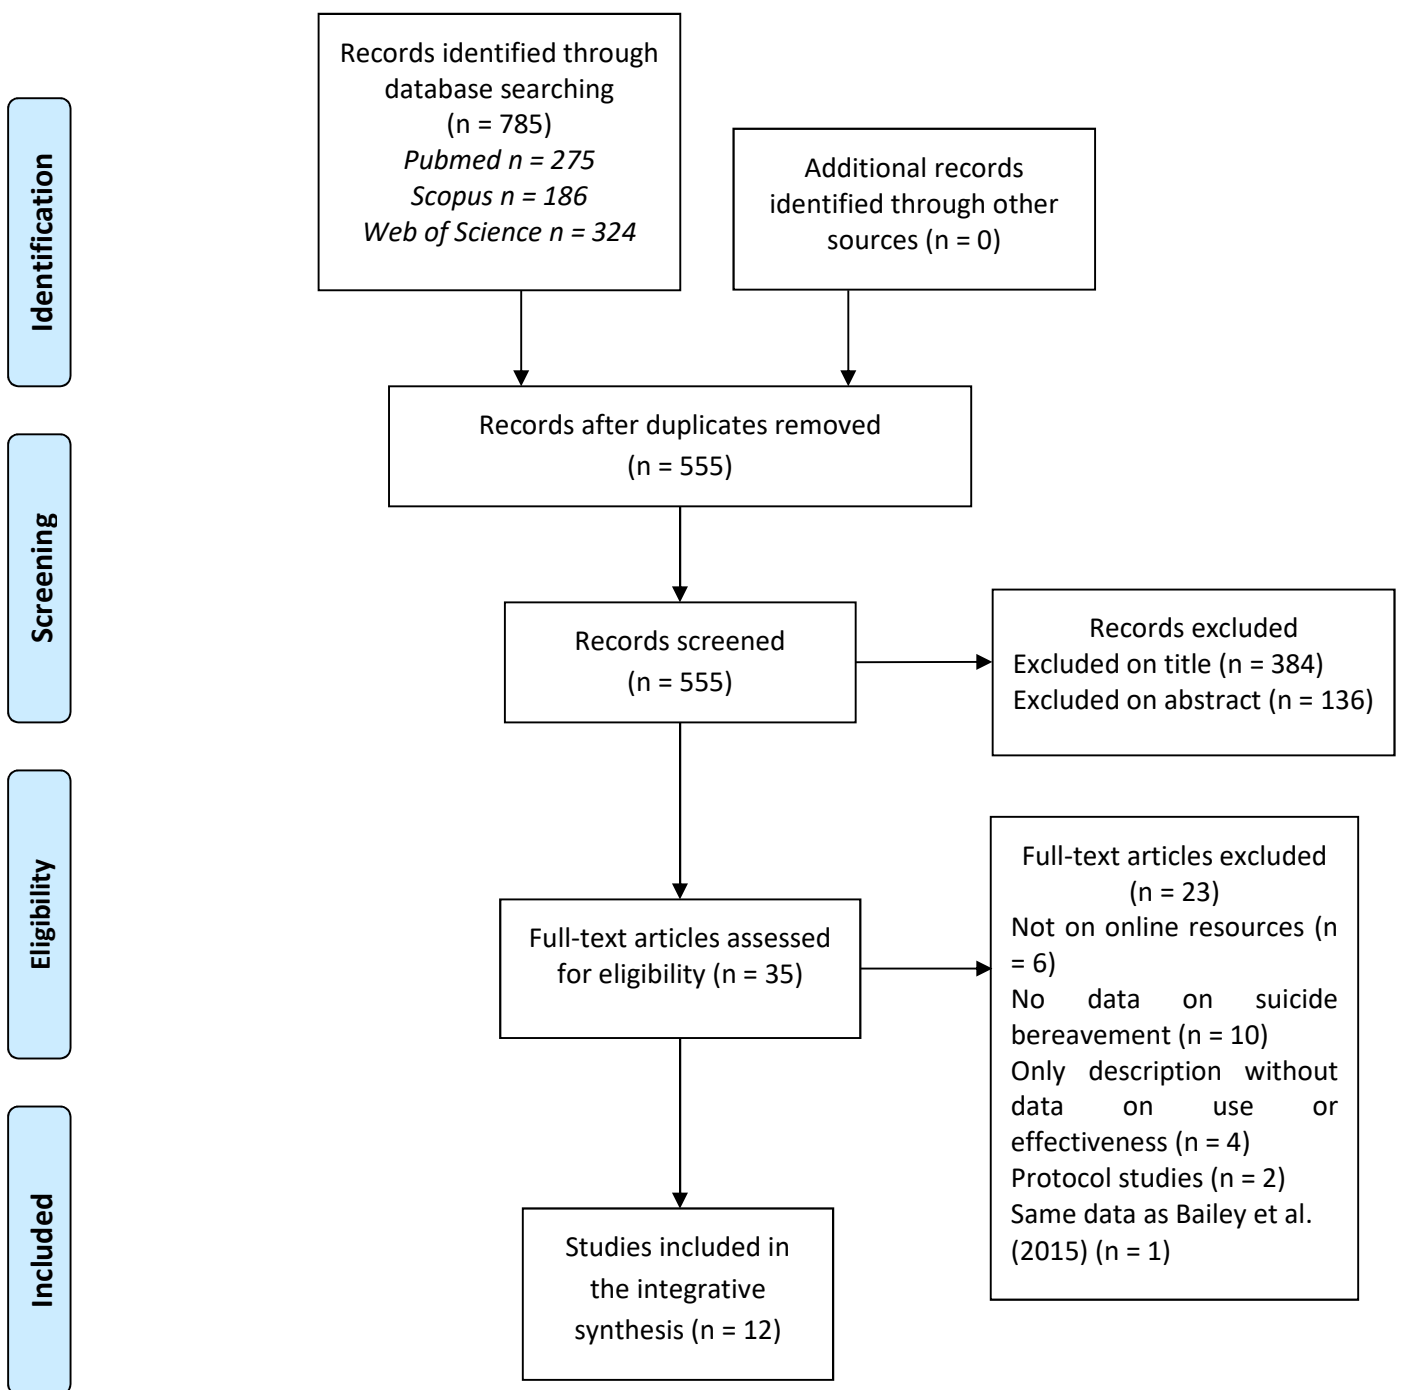 Identification
Records identified through
database searching
(n = 785)
Pubmed n = 275
Scopus n = 186
Web of Science n = 324
Additional records
identified through other
sources (n = 0)
Records after duplicates removed
(n = 555)
Screening
Records screened
(n = 555)
Records excluded
Excluded on title (n = 384)
Excluded on abstract (n = 136)
Eligibility
Full-text articles assessed
for eligibility (n = 35)
Full-text articles excluded
(n = 23)
Not on online resources (n
= 6)
No data on suicide
bereavement (n = 10)
Only description without
data on use or
effectiveness (n = 4)
Protocol studies (n = 2)
Same data as Bailey et al.
(2015) (n = 1)
Included
Studies included in
the integrative
synthesis (n = 12)